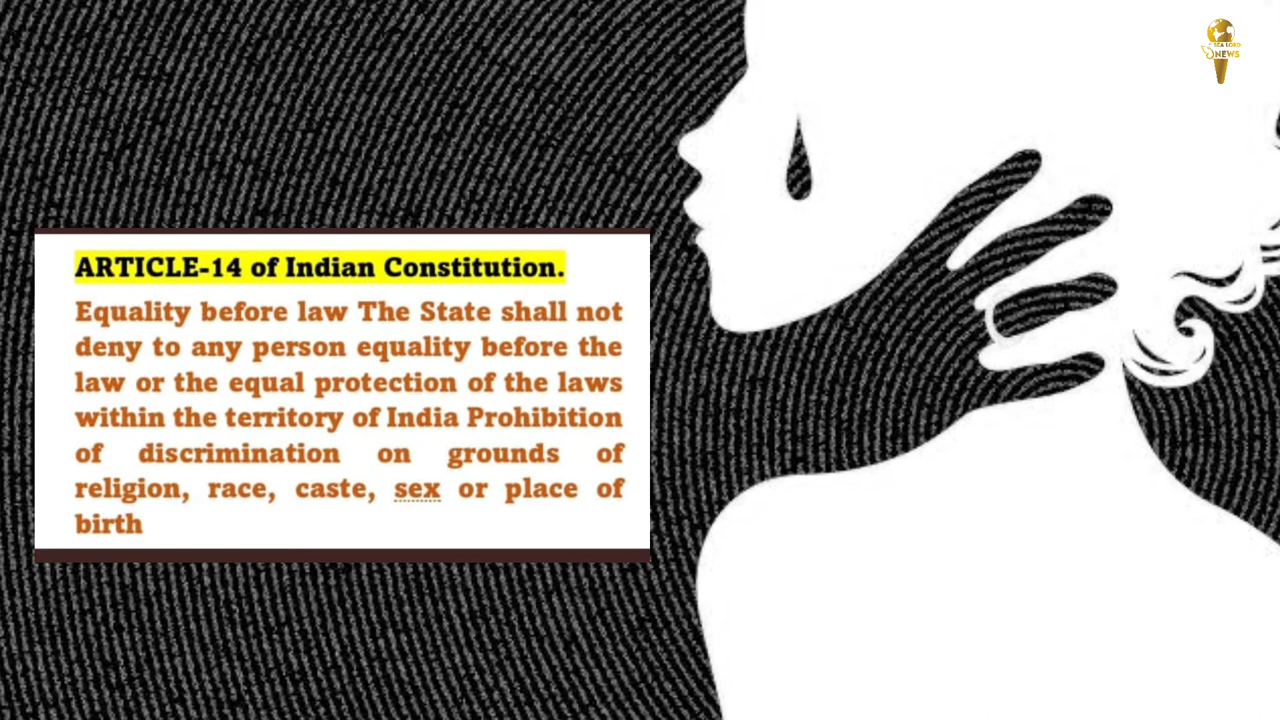 SEA LORD
NEWS
ARTICLE-14 of Indian Constitution.
Equality before law The State shall not
deny to any person equality before the
law or the equal protection of the laws
within the territory of India Prohibition
of discrimination on grounds of
religion, race, caste, sex or place of
birth